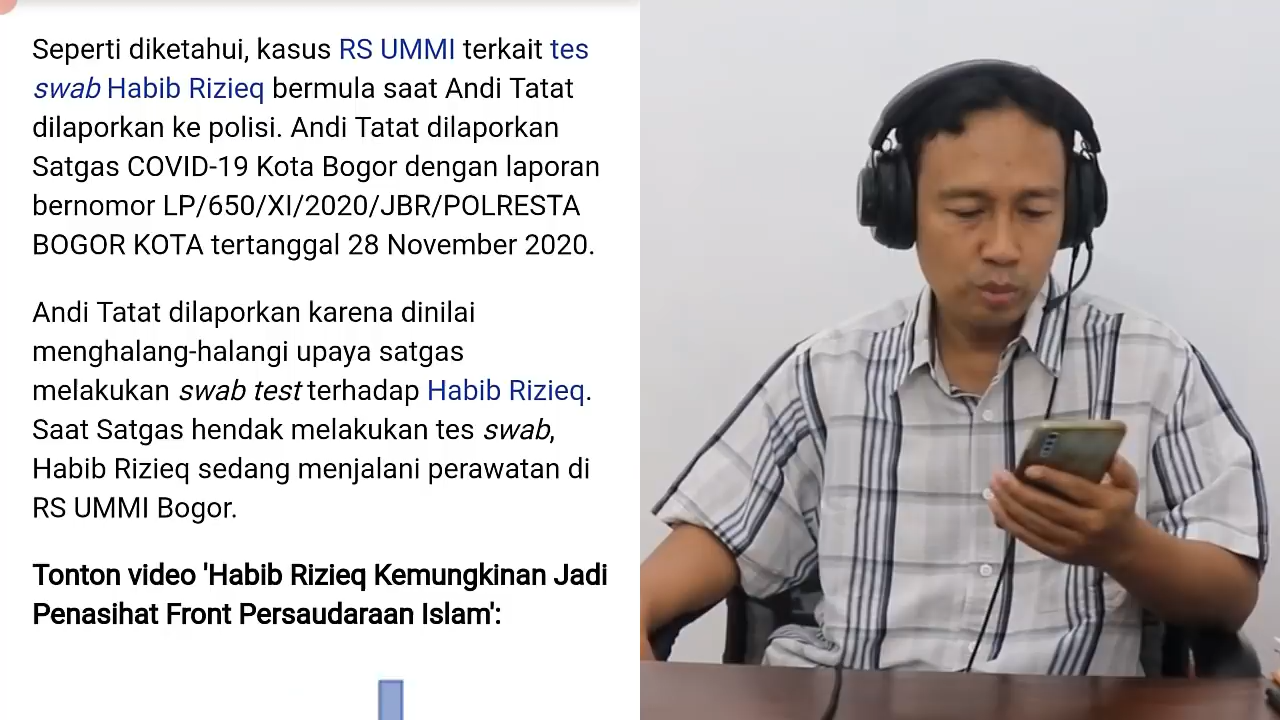 Seperti diketahui, kasus RS UMMI terkait tes
swab Habib Rizieq bermula saat Andi Tatat
dilaporkan ke polisi. Andi Tatat dilaporkan
Satgas COVID-19 Kota Bogor dengan laporan
bernomor LP/650/XI/2020/JBR/POLRESTA
BOGOR KOTA tertanggal 28 November 2020.
Andi Tatat dilaporkan karena dinilai
menghalang-halangi upaya satgas
melakukan swab test terhadap Habib Rizieq.
Saat Satgas hendak melakukan tes swab,
Habib Rizieq sedang menjalani perawatan di
RS UMMI Bogor.
Tonton video 'Habib Rizieq Kemungkinan Jadi
Penasihat Front Persaudaraan Islam':